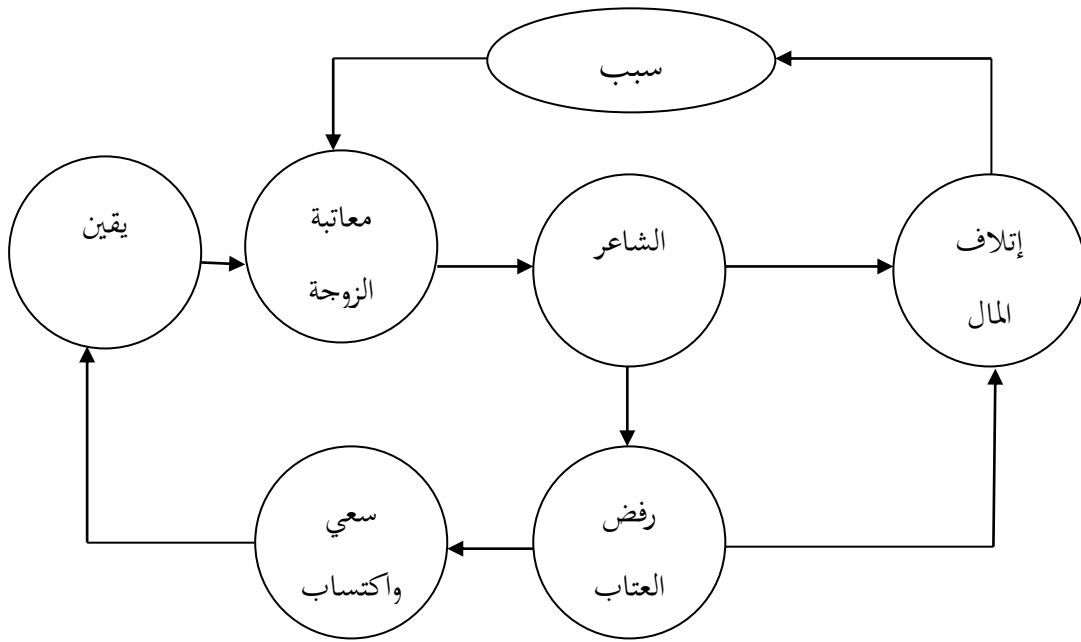 سبب
إتلاف
المال
الشاعر
معاتبة
الزوجة
يقين
رفض
العتاب
سعي
واكتساب